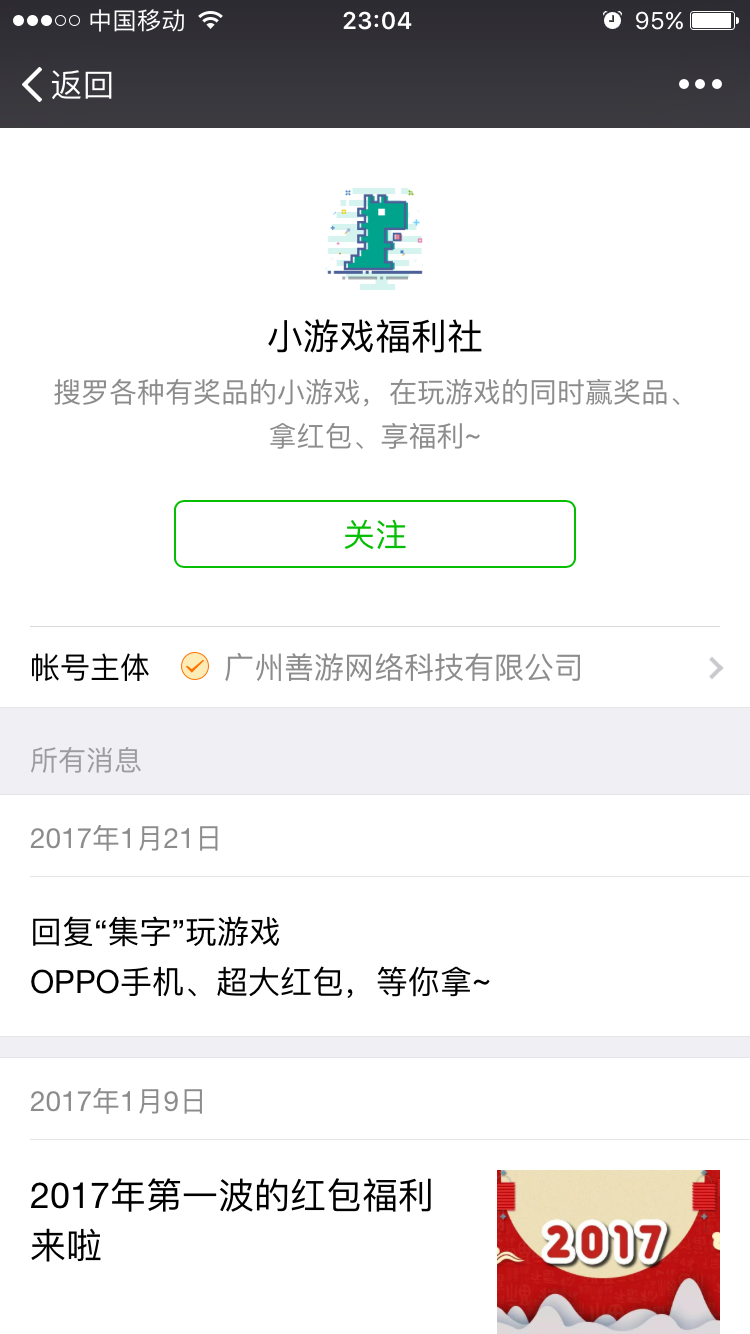 中国移动
23:04
95%
返回
小游戏福利社
搜罗各种有奖品的小游戏，在玩游戏的同时赢奖品、
拿红包、享福利~
关注
帐号主体
广州善游网络科技有限公司
所有消息
2017年1月21日
回复“集字”玩游戏
OPPO手机、超大红包，等你拿~
2017年1月9日
2017年第一波的红包福利
来啦
2017